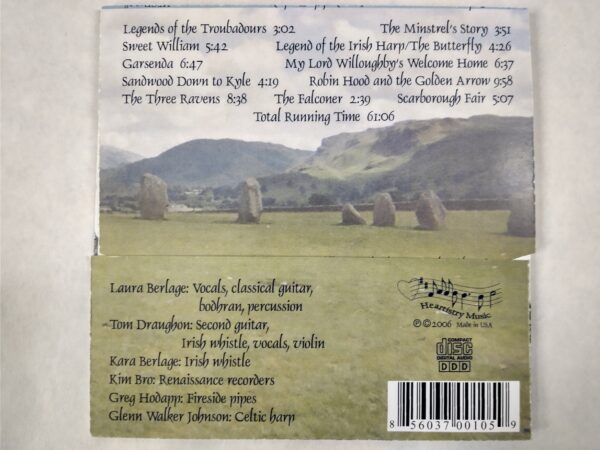 Legends of the Troubadours 3:02 The Minstrel's Story 3:51
Sweet William 5:42 Legend of the Irish Harp/The Butterfly 4:26
Garsenda 6:47 My Lord Willoughby's Welcome Home 6:37
Sandwood Down to Kyle 4:19 Robin Hood and the Golden Arrow 9:58
The Three Ravens 8:38 The Falconer 2:39 Scarborough Fair 5:07
Total Running Time 61:06
Laura Berlage: Vocals, classical guitar,
bodhran, percussion
Tom Draughon: Second guitar,
Irish whistle, vocals, violin
Kara Berlage: Irish whistle
Kim Bro: Renaissance recorders
Greg Hodapp: Fireside pipes
Glenn Walker Johnson: Celtic harp
Heartistry Music
℗©2006 Made in USA
COMPACT
disc
DIGITAL AUDIO
DDD
8 56037 00105 9